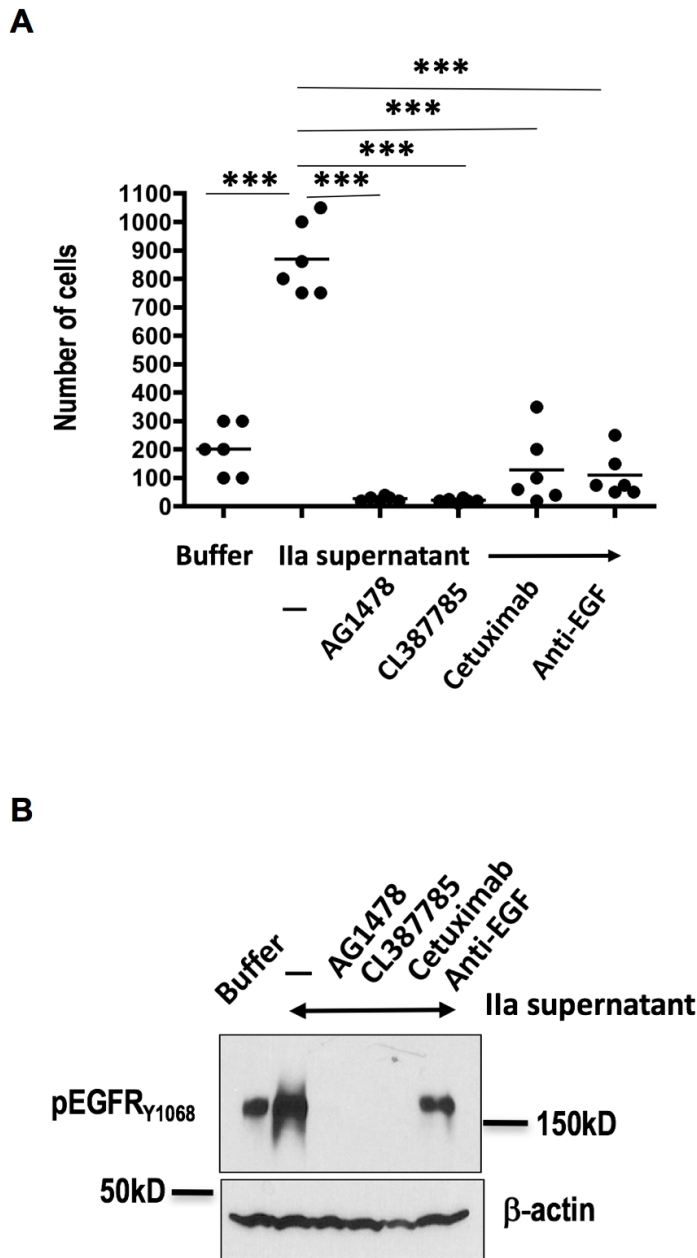 A
***
***
***
*** ***
1100
1000
900
800
700
600
500
400
300
200
100
0
Number of cells
Buffer IIa supernatant
—
AG1478
CL387785
Cetuximab
Anti-EGF
B
Buffer
—
AG1478
CL387785
Cetuximab
Anti-EGF
IIa supernatant
pEGFRY1068
150kD
50kD
β-actin